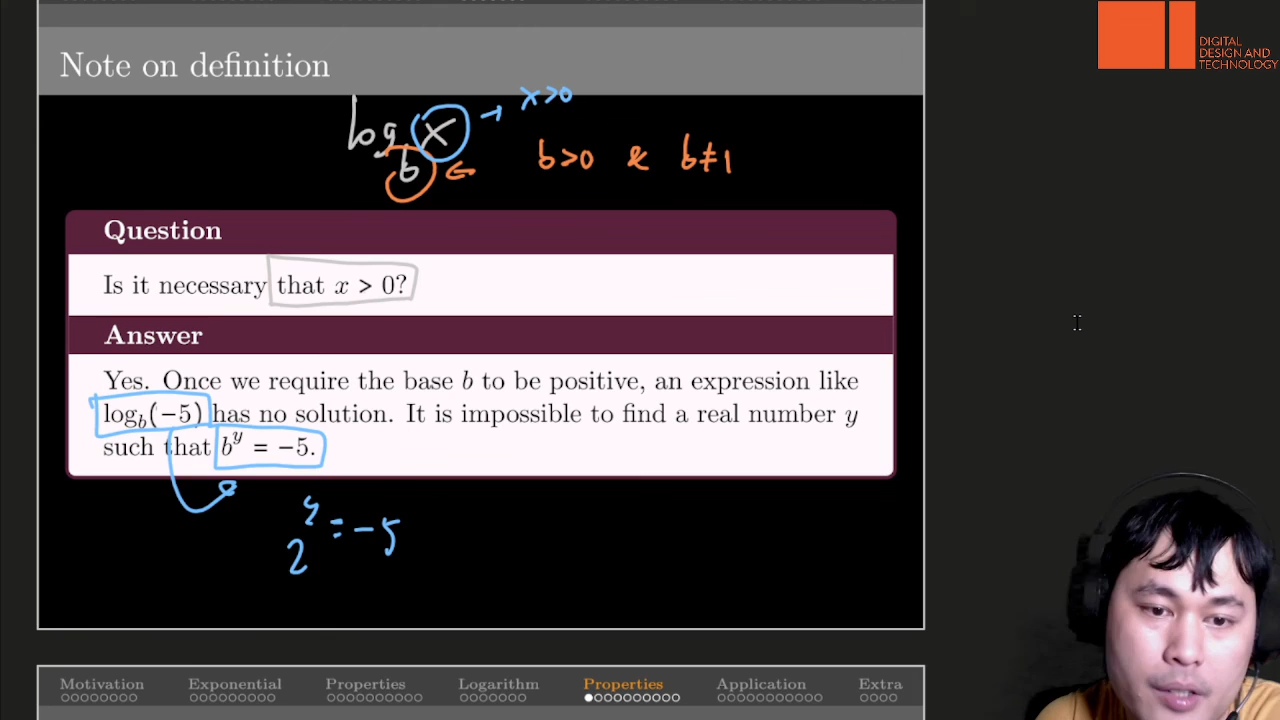 DIGITAL
DESIGN AND
TECHNOLOGY
Note on definition
log_b x → x>0
b>0 & b≠1
Question
Is it necessary that x > 0?
Answer
Yes. Once we require the base b to be positive, an expression like
log_b(−5) has no solution. It is impossible to find a real number y
such that b^y = −5.
2^y = −5
Motivation Exponential Properties Logarithm Properties Application Extra